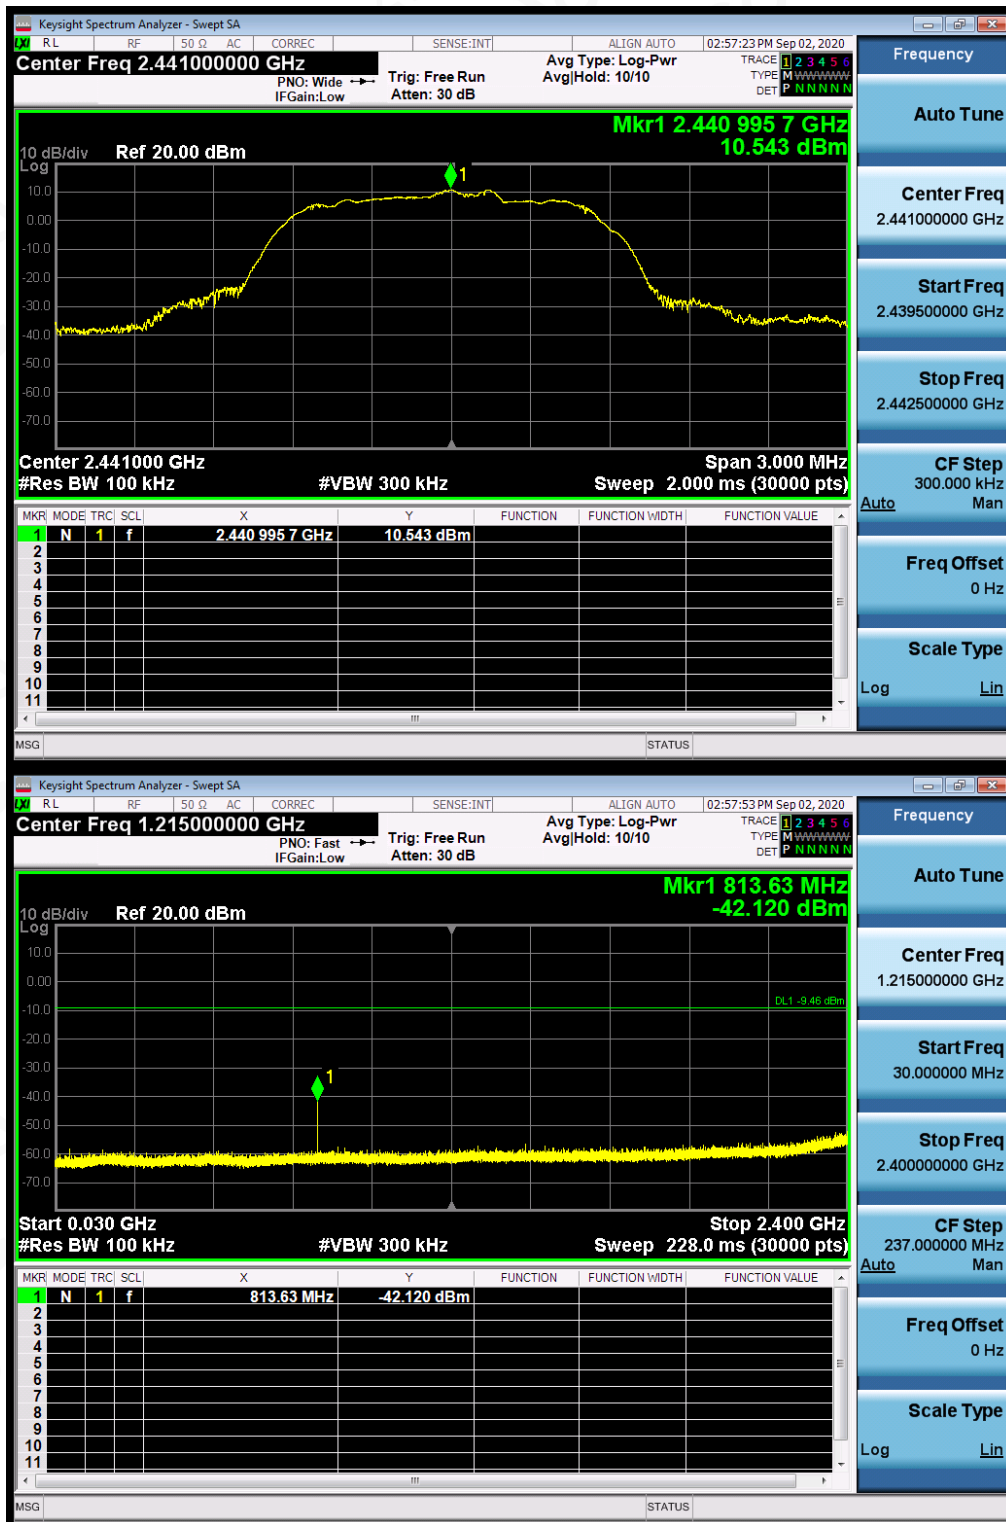 Keysight Spectrum Analyzer - Swept SA
LXI RL RF 50 Ω AC CORREC SENSE:INT ALIGN AUTO 02:57:23 PM Sep 02, 2020
Center Freq 2.441000000 GHz
PNO: Wide
IFGain:Low
Trig: Free Run
Atten: 30 dB
Avg Type: Log-Pwr
Avg|Hold: 10/10
TRACE 1 2 3 4 5 6
TYPE M WWWWW
DET P N N N N N
Mkr1 2.440 995 7 GHz
10.543 dBm
10 dB/div Ref 20.00 dBm
Log
10.0
0.00
-10.0
-20.0
-30.0
-40.0
-50.0
-60.0
-70.0
1
Center 2.441000 GHz Span 3.000 MHz
#Res BW 100 kHz #VBW 300 kHz Sweep 2.000 ms (30000 pts)
MKR MODE TRC SCL X Y FUNCTION FUNCTION WIDTH FUNCTION VALUE
1 N 1 f 2.440 995 7 GHz 10.543 dBm
2
3
4
5
6
7
8
9
10
11
MSG STATUS
Frequency
Auto Tune
Center Freq
2.441000000 GHz
Start Freq
2.439500000 GHz
Stop Freq
2.442500000 GHz
CF Step
300.000 kHz
Auto Man
Freq Offset
0 Hz
Scale Type
Log Lin
Keysight Spectrum Analyzer - Swept SA
LXI RL RF 50 Ω AC CORREC SENSE:INT ALIGN AUTO 02:57:53 PM Sep 02, 2020
Center Freq 1.215000000 GHz
PNO: Fast
IFGain:Low
Trig: Free Run
Atten: 30 dB
Avg Type: Log-Pwr
Avg|Hold: 10/10
TRACE 1 2 3 4 5 6
TYPE M WWWWW
DET P N N N N N
Mkr1 813.63 MHz
-42.120 dBm
10 dB/div Ref 20.00 dBm
Log
10.0
0.00
-10.0
-20.0
-30.0
-40.0
-50.0
-60.0
-70.0
DL1 -9.46 dBm
1
Start 0.030 GHz Stop 2.400 GHz
#Res BW 100 kHz #VBW 300 kHz Sweep 228.0 ms (30000 pts)
MKR MODE TRC SCL X Y FUNCTION FUNCTION WIDTH FUNCTION VALUE
1 N 1 f 813.63 MHz -42.120 dBm
2
3
4
5
6
7
8
9
10
11
MSG STATUS
Frequency
Auto Tune
Center Freq
1.215000000 GHz
Start Freq
30.000000 MHz
Stop Freq
2.400000000 GHz
CF Step
237.000000 MHz
Auto Man
Freq Offset
0 Hz
Scale Type
Log Lin